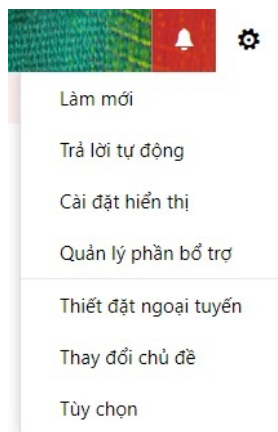 Làm mới
Trả lời tự động
Cài đặt hiển thị
Quản lý phần bổ trợ
Thiết đặt ngoại tuyến
Thay đổi chủ đề
Tùy chọn